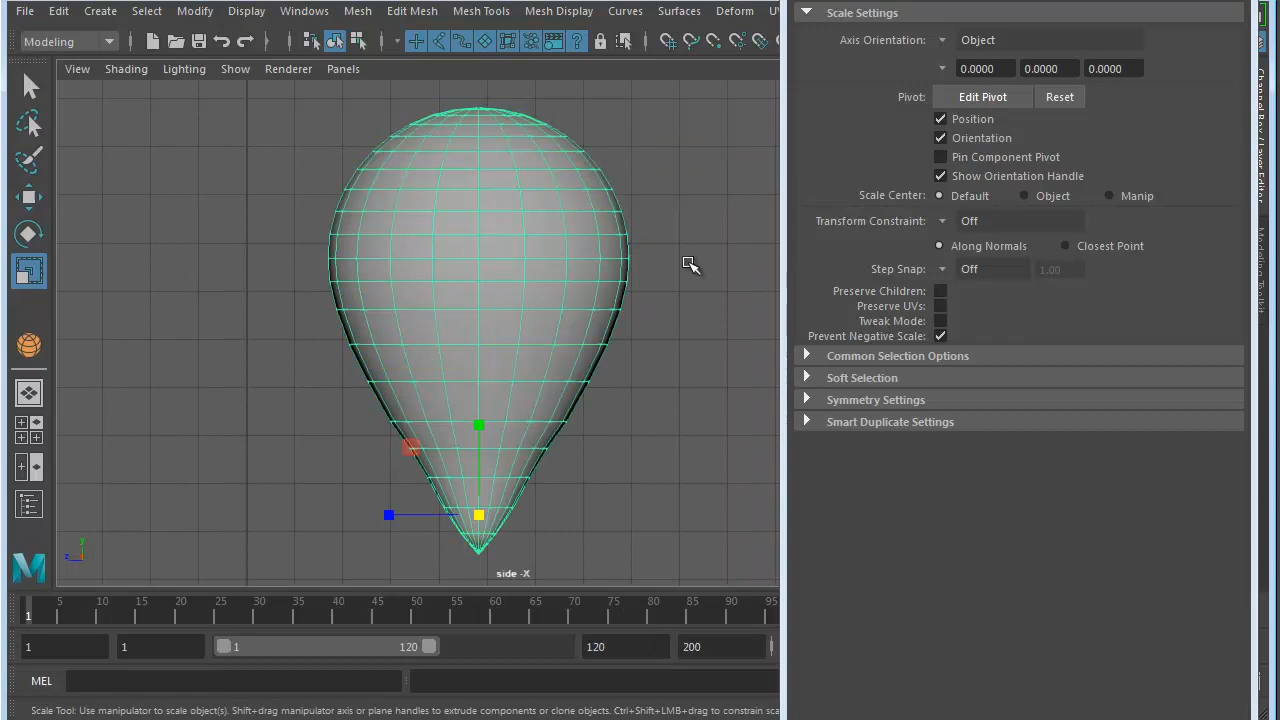 File Edit Create Select Modify Display Windows Mesh Edit Mesh Mesh Tools Mesh Display Curves Surfaces Deform
Modeling
View Shading Lighting Show Renderer Panels
side -X
y
z
5 10 15 20 25 30 35 40 45 50 55 60 65 70 75 80 85 90 95
1
1 1 1 120 120 200
MEL
Scale Tool: Use manipulator to scale object(s). Shift+drag manipulator axis or plane handles to extrude components or clone objects. Ctrl+Shift+LMB+drag to constrain sca
Scale Settings
Axis Orientation: Object
0.0000 0.0000 0.0000
Pivot: Edit Pivot Reset
Position
Orientation
Pin Component Pivot
Show Orientation Handle
Scale Center: Default Object Manip
Transform Constraint: Off
Along Normals Closest Point
Step Snap: Off 1.00
Preserve Children:
Preserve UVs:
Tweak Mode:
Prevent Negative Scale:
Common Selection Options
Soft Selection
Symmetry Settings
Smart Duplicate Settings